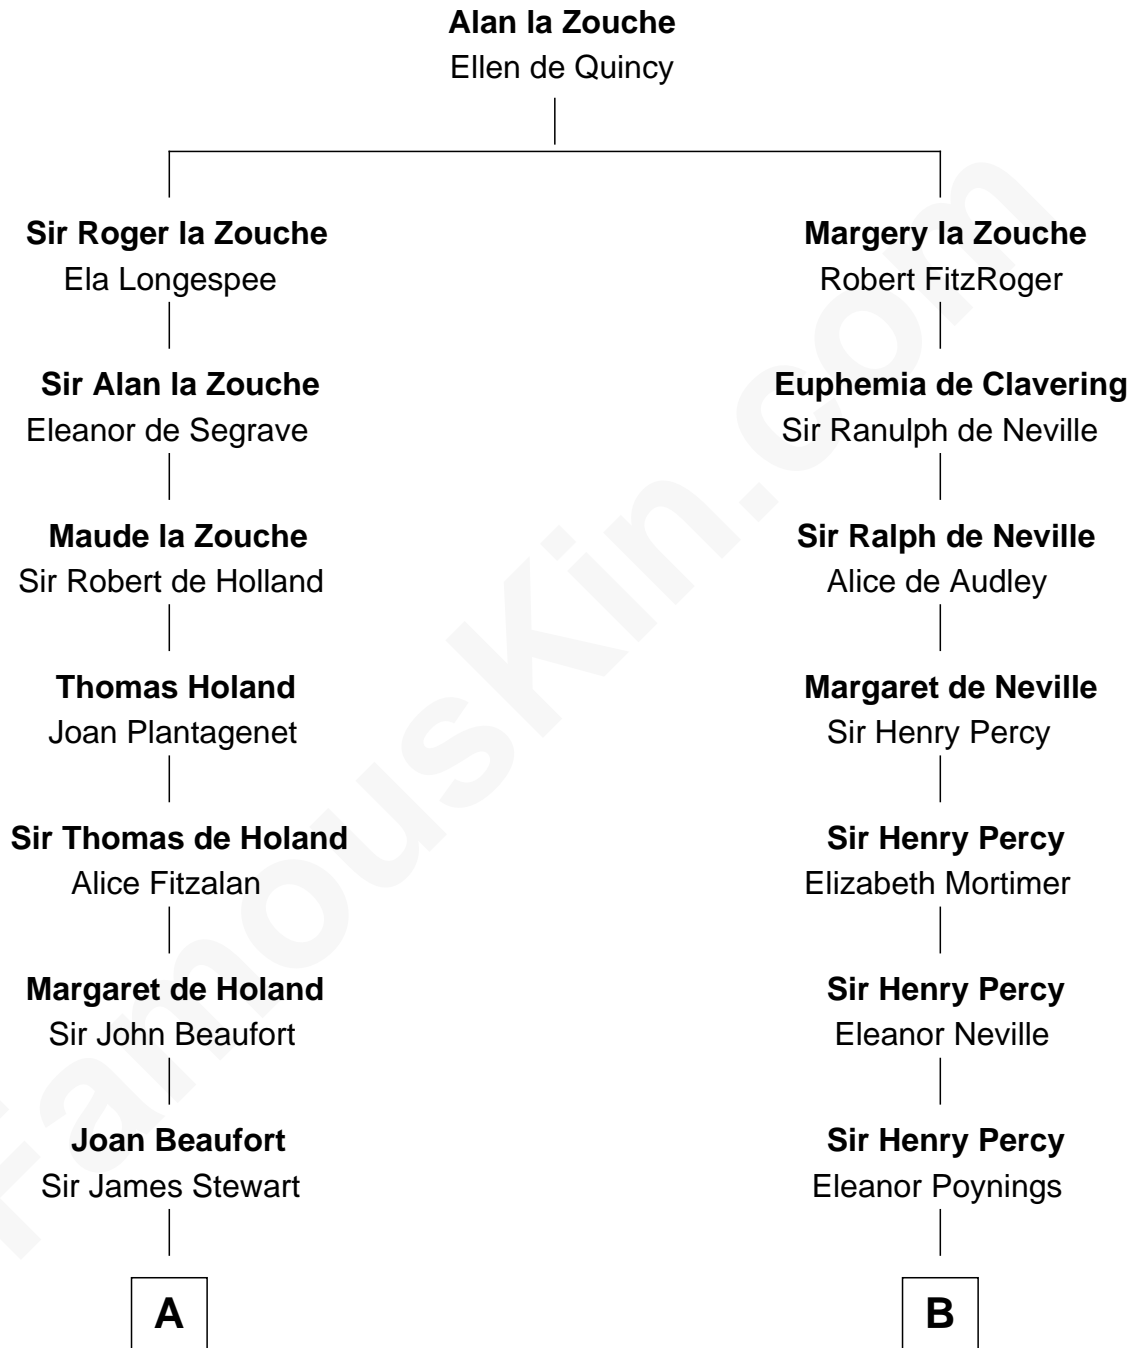 Alan la Zouche
Ellen de Quincy
Sir Roger la Zouche
Ela Longespee
Margery la Zouche
Robert FitzRoger
Sir Alan la Zouche
Eleanor de Segrave
Euphemia de Clavering
Sir Ranulph de Neville
Maude la Zouche
Sir Robert de Holland
Sir Ralph de Neville
Alice de Audley
Thomas Holand
Joan Plantagenet
Margaret de Neville
Sir Henry Percy
Sir Thomas de Holand
Alice Fitzalan
Sir Henry Percy
Elizabeth Mortimer
Margaret de Holand
Sir John Beaufort
Sir Henry Percy
Eleanor Neville
Joan Beaufort
Sir James Stewart
Sir Henry Percy
Eleanor Poynings
A
B
FamousKin.com